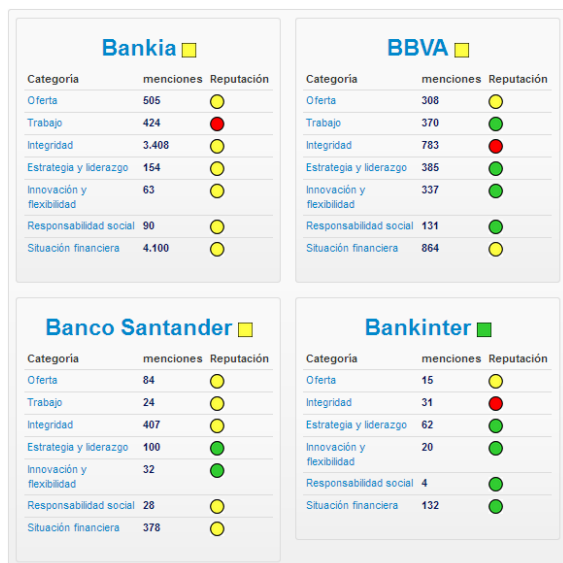 Bankia
Categoria menciones Reputación
Oferta 505
Trabajo 424
Integridad 3.408
Estrategia y liderazgo 154
Innovación y
flexibilidad 63
Responsabilidad social 90
Situación financiera 4.100
BBVA
Categoria menciones Reputación
Oferta 308
Trabajo 370
Integridad 783
Estrategia y liderazgo 385
Innovación y
flexibilidad 337
Responsabilidad social 131
Situación financiera 864
Banco Santander
Categoria menciones Reputación
Oferta 84
Trabajo 24
Integridad 407
Estrategia y liderazgo 100
Innovación y
flexibilidad 32
Responsabilidad social 28
Situación financiera 378
Bankinter
Categoria menciones Reputación
Oferta 15
Integridad 31
Estrategia y liderazgo 62
Innovación y
flexibilidad 20
Responsabilidad social 4
Situación financiera 132